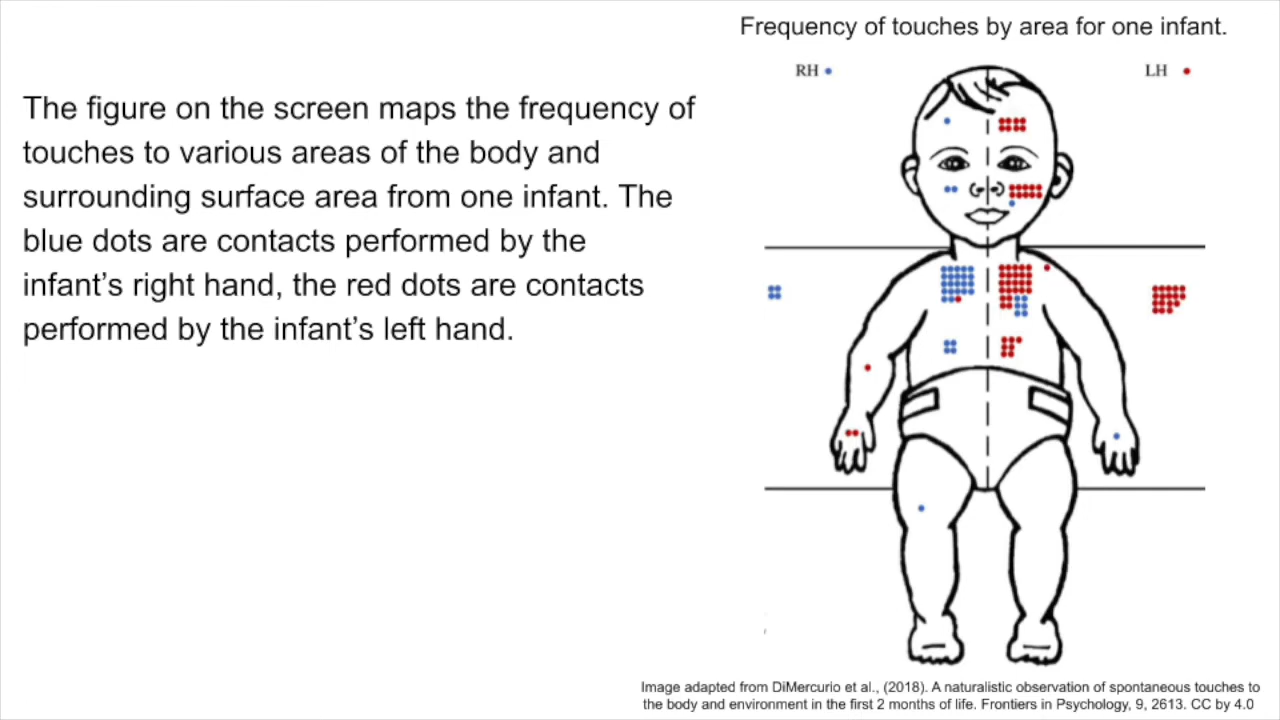 Frequency of touches by area for one infant.
RH
LH
The figure on the screen maps the frequency of
touches to various areas of the body and
surrounding surface area from one infant. The
blue dots are contacts performed by the
infant’s right hand, the red dots are contacts
performed by the infant’s left hand.
Image adapted from DiMercurio et al., (2018). A naturalistic observation of spontaneous touches to
the body and environment in the first 2 months of life. Frontiers in Psychology, 9, 2613. CC by 4.0